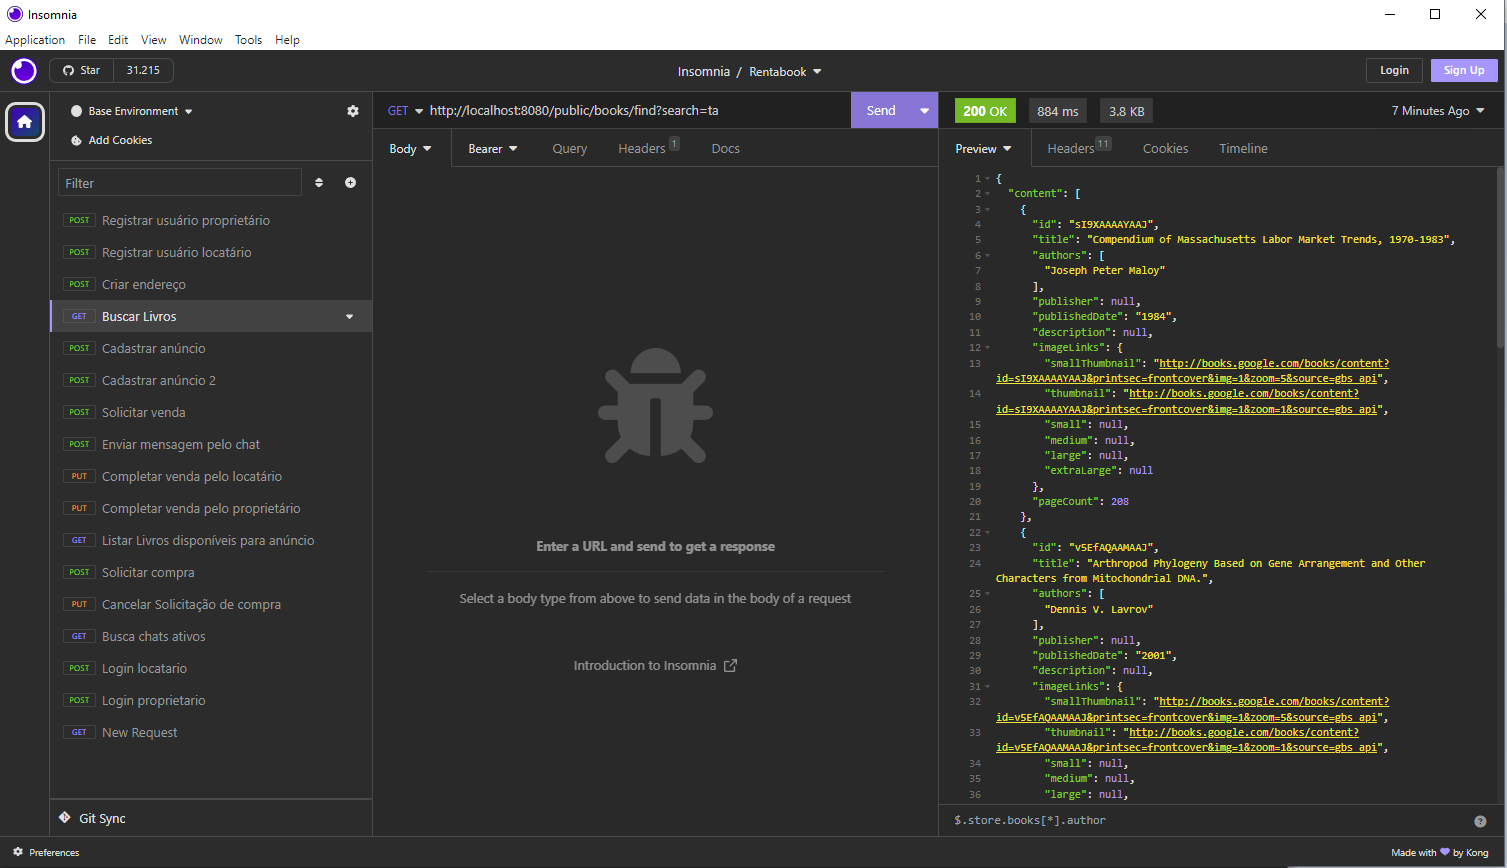 Insomnia
Application File Edit View Window Tools Help
Star 31.215
Insomnia / Rentabook
Login Sign Up
Base Environment
Add Cookies
Filter
POST Registrar usuário proprietário
POST Registrar usuário locatário
POST Criar endereço
GET Buscar Livros
POST Cadastrar anúncio
POST Cadastrar anúncio 2
POST Solicitar venda
POST Enviar mensagem pelo chat
PUT Completar venda pelo locatário
PUT Completar venda pelo proprietário
GET Listar Livros disponíveis para anúncio
POST Solicitar compra
PUT Cancelar Solicitação de compra
GET Busca chats ativos
POST Login locatario
POST Login proprietario
GET New Request
Git Sync
Preferences
GET http://localhost:8080/public/books/find?search=ta Send
Body Bearer Query Headers 1 Docs
Enter a URL and send to get a response
Select a body type from above to send data in the body of a request
Introduction to Insomnia
200 OK 884 ms 3.8 KB 7 Minutes Ago
Preview Headers 11 Cookies Timeline
1 {
2 "content": [
3 {
4 "id": "sI9XAAAAYAAJ",
5 "title": "Compendium of Massachusetts Labor Market Trends, 1970-1983",
6 "authors": [
7 "Joseph Peter Maloy"
8 ],
9 "publisher": null,
10 "publishedDate": "1984",
11 "description": null,
12 "imageLinks": {
13 "smallThumbnail": "http://books.google.com/books/content?
id=sI9XAAAAYAAJ&printsec=frontcover&img=1&zoom=5&source=gbs_api",
14 "thumbnail": "http://books.google.com/books/content?
id=sI9XAAAAYAAJ&printsec=frontcover&img=1&zoom=1&source=gbs_api",
15 "small": null,
16 "medium": null,
17 "large": null,
18 "extraLarge": null
19 },
20 "pageCount": 208
21 },
22 {
23 "id": "v5EfAQAAMAAJ",
24 "title": "Arthropod Phylogeny Based on Gene Arrangement and Other
Characters from Mitochondrial DNA.",
25 "authors": [
26 "Dennis V. Lavrov"
27 ],
28 "publisher": null,
29 "publishedDate": "2001",
30 "description": null,
31 "imageLinks": {
32 "smallThumbnail": "http://books.google.com/books/content?
id=v5EfAQAAMAAJ&printsec=frontcover&img=1&zoom=5&source=gbs_api",
33 "thumbnail": "http://books.google.com/books/content?
id=v5EfAQAAMAAJ&printsec=frontcover&img=1&zoom=1&source=gbs_api",
34 "small": null,
35 "medium": null,
36 "large": null,
$.store.books[*].author
Made with 💜 by Kong